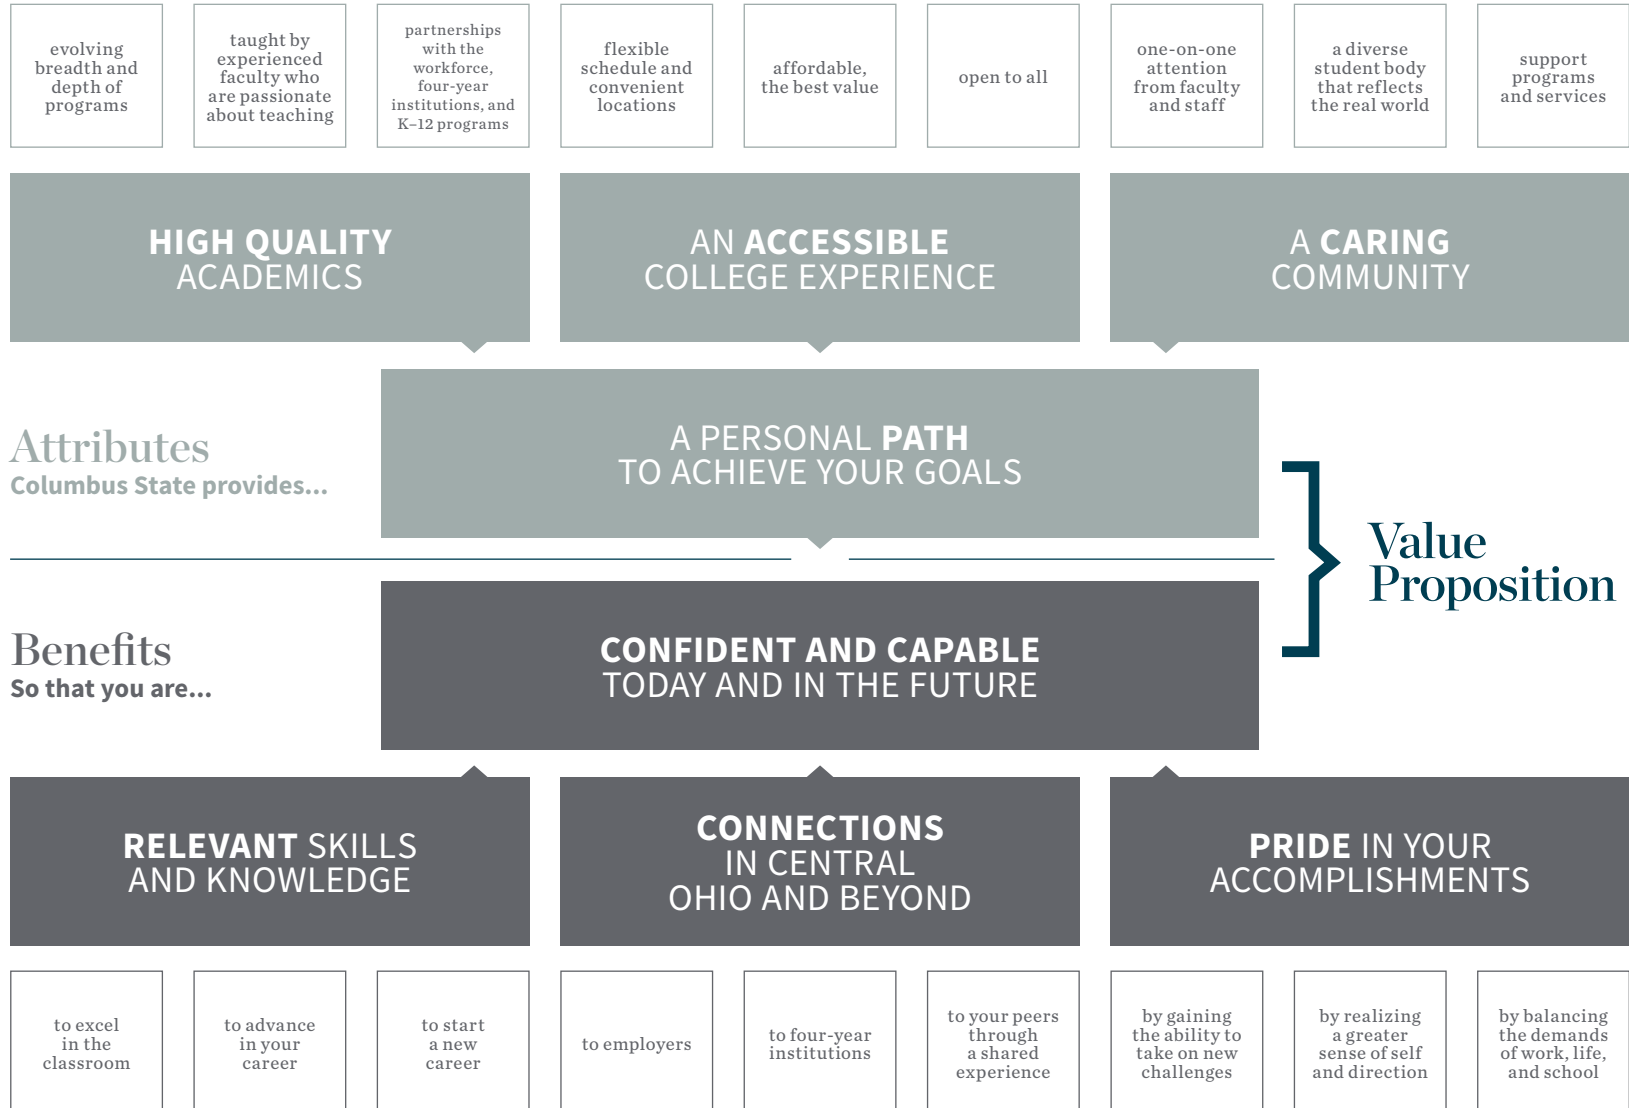 evolving
breadth and
depth of
programs
taught by
experienced
faculty who
are passionate
about teaching
partnerships
with the
workforce,
four-year
institutions, and
K–12 programs
flexible
schedule and
convenient
locations
affordable,
the best value
open to all
one-on-one
attention
from faculty
and staff
a diverse
student body
that reflects
the real world
support
programs
and services
HIGH QUALITY
ACADEMICS
AN ACCESSIBLE
COLLEGE EXPERIENCE
A CARING
COMMUNITY
Attributes
Columbus State provides...
A PERSONAL PATH
TO ACHIEVE YOUR GOALS
Value
Proposition
Benefits
So that you are...
CONFIDENT AND CAPABLE
TODAY AND IN THE FUTURE
RELEVANT SKILLS
AND KNOWLEDGE
CONNECTIONS
IN CENTRAL
OHIO AND BEYOND
PRIDE IN YOUR
ACCOMPLISHMENTS
to excel
in the
classroom
to advance
in your
career
to start
a new
career
to employers
to four-year
institutions
to your peers
through
a shared
experience
by gaining
the ability to
take on new
challenges
by realizing
a greater
sense of self
and direction
by balancing
the demands
of work, life,
and school